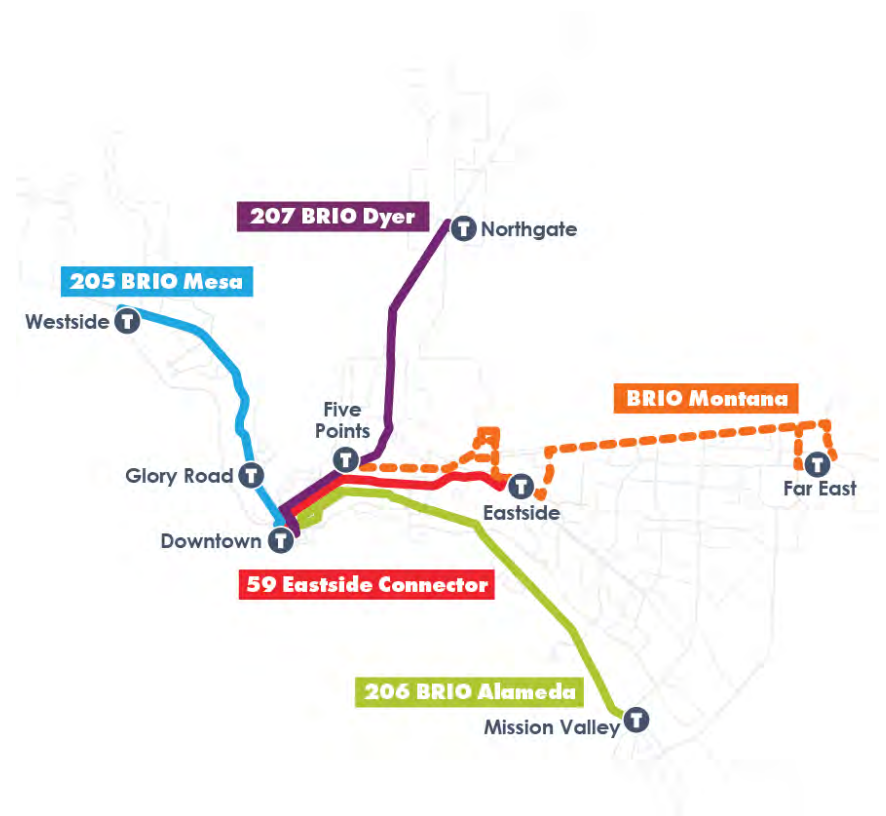 207 BRIO Dyer
T
Northgate
205 BRIO Mesa
Westside
T
BRIO Montana
Five
Points
T
Glory Road
T
T
Far East
T
Eastside
Downtown
T
59 Eastside Connector
206 BRIO Alameda
Mission Valley
T